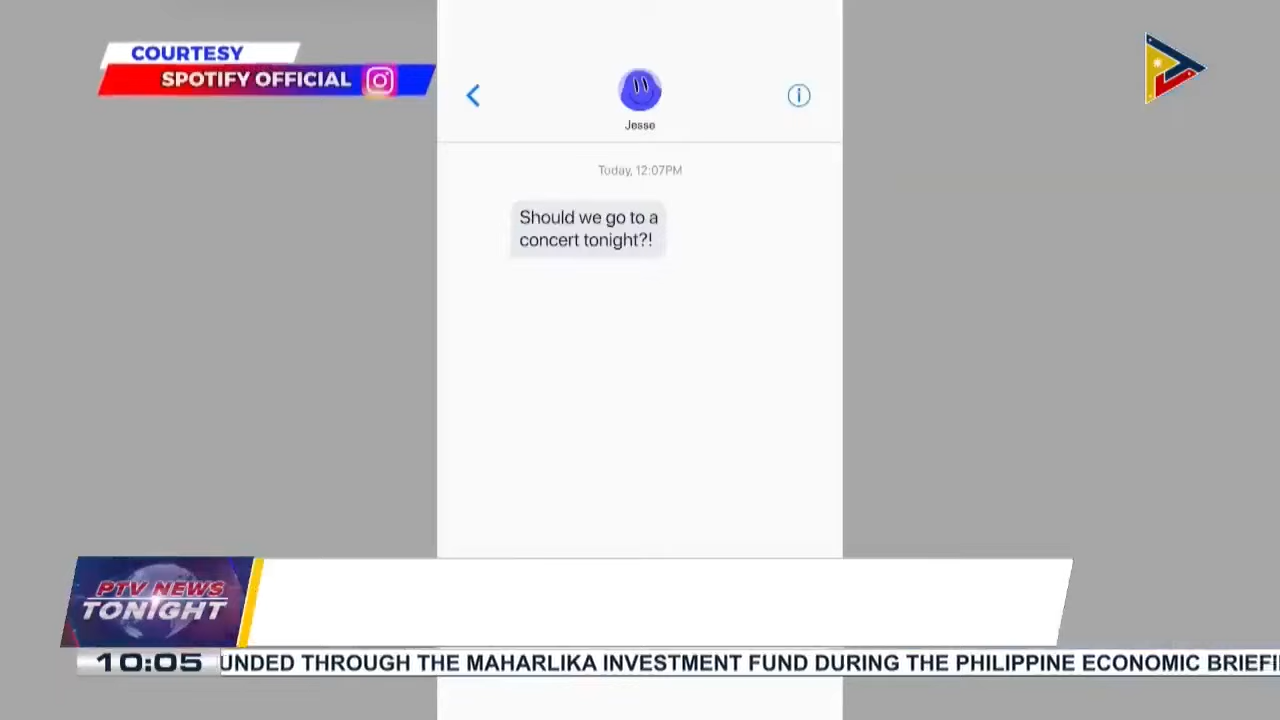 COURTESY
SPOTIFY OFFICIAL
Jesse
Today, 12:07PM
Should we go to a
concert tonight?!
PTV NEWS
TONIGHT
10:05 UNDED THROUGH THE MAHARLIKA INVESTMENT FUND DURING THE PHILIPPINE ECONOMIC BRIEFI